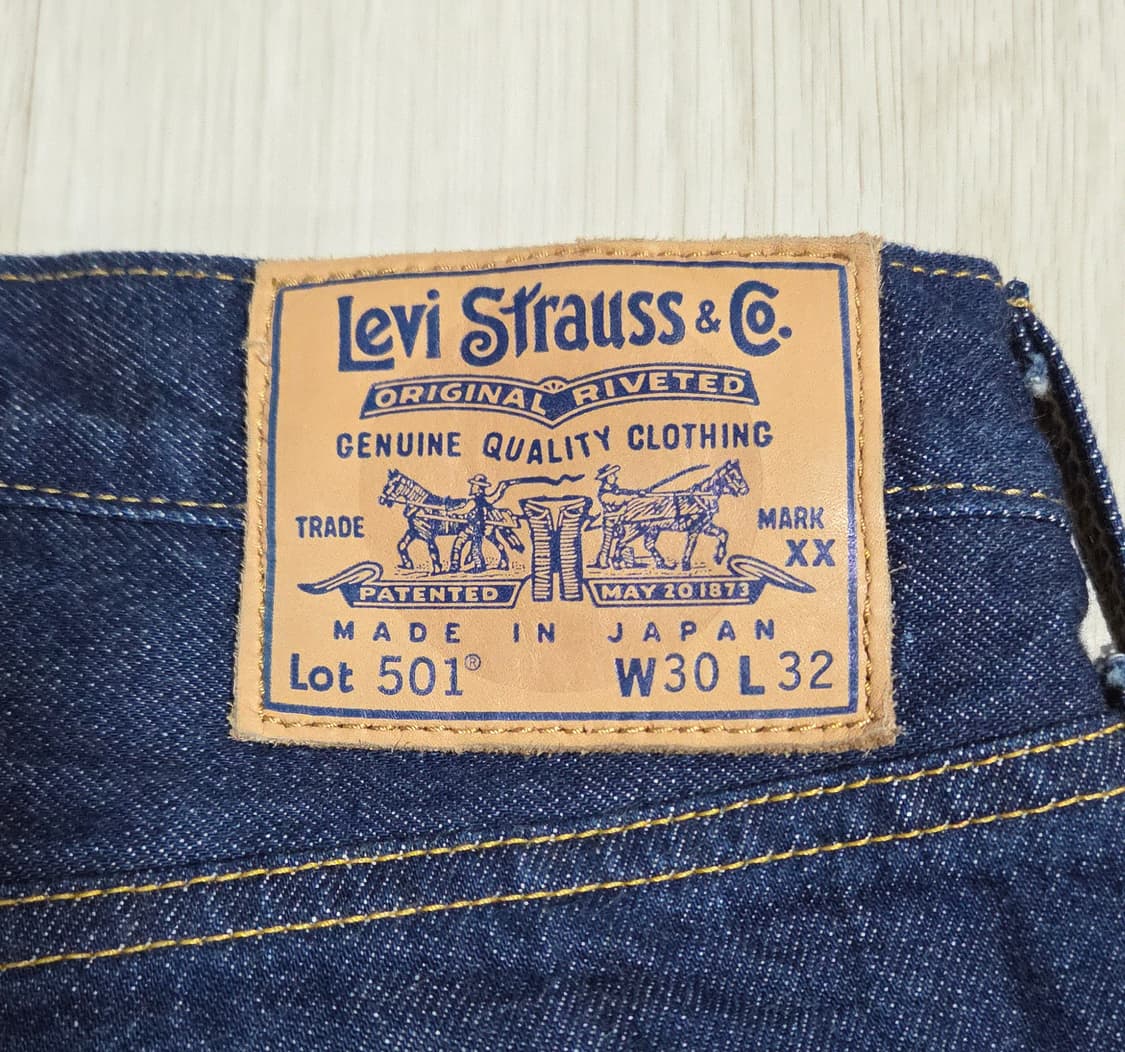 Levi Strauss & Co.
ORIGINAL RIVETED
GENUINE QUALITY CLOTHING
TRADE MARK
XX
PATENTED MAY 20 1873
MADE IN JAPAN
Lot 501® W30 L32